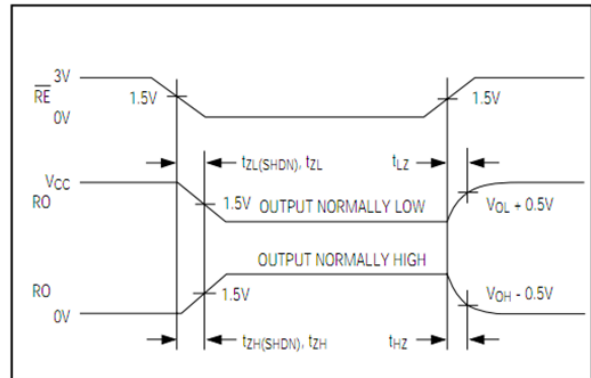 3V
RE
1.5V
1.5V
0V
tZL(SHDN), tZL
tLZ
VCC
RO
1.5V
OUTPUT NORMALLY LOW
VOL + 0.5V
OUTPUT NORMALLY HIGH
RO
1.5V
VOH - 0.5V
0V
tZH(SHDN), tZH
tHZ